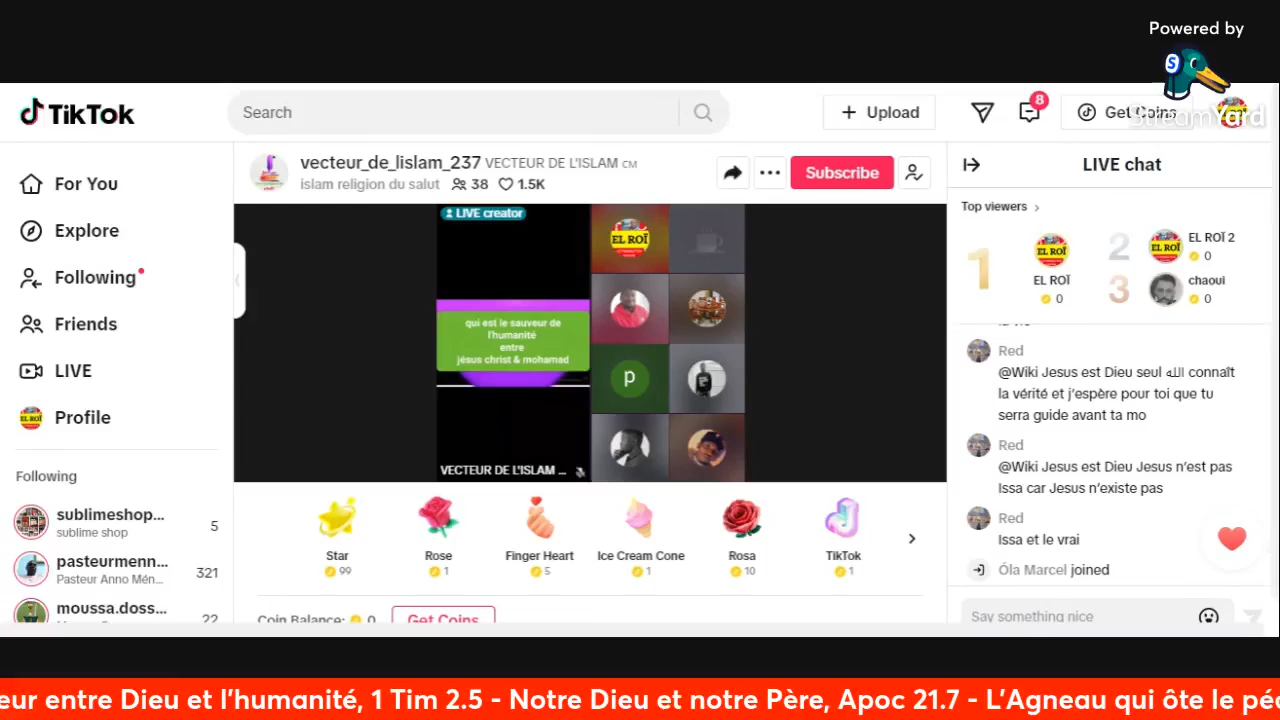 Powered by
StreamYard
TikTok
Search
Upload
8
Get Coins
For You
Explore
Following
Friends
LIVE
Profile
Following
sublimeshop...
sublime shop
5
pasteurmenn...
Pasteur Anno Mén...
321
moussa.doss...
22
vecteur_de_lislam_237 VECTEUR DE L'ISLAM CM
islam religion du salut 38 1.5K
Subscribe
LIVE creator
EL ROÏ
qui est le sauveur de
l'humanité
entre
jésus christ & mohamad
p
VECTEUR DE L'ISLAM ...
Star
99
Rose
1
Finger Heart
5
Ice Cream Cone
1
Rosa
10
TikTok
1
Coin Balance: 0
Get Coins
LIVE chat
Top viewers
1
EL ROÏ
0
2
EL ROÏ 2
0
3
chaoui
0
Red
@Wiki Jesus est Dieu seul الله connaît
la vérité et j'espère pour toi que tu
serra guide avant ta mo
Red
@Wiki Jesus est Dieu Jesus n'est pas
Issa car Jesus n'existe pas
Red
Issa et le vrai
Óla Marcel joined
Say something nice
eur entre Dieu et l'humanité, 1 Tim 2.5 - Notre Dieu et notre Père, Apoc 21.7 - L'Agneau qui ôte le péc